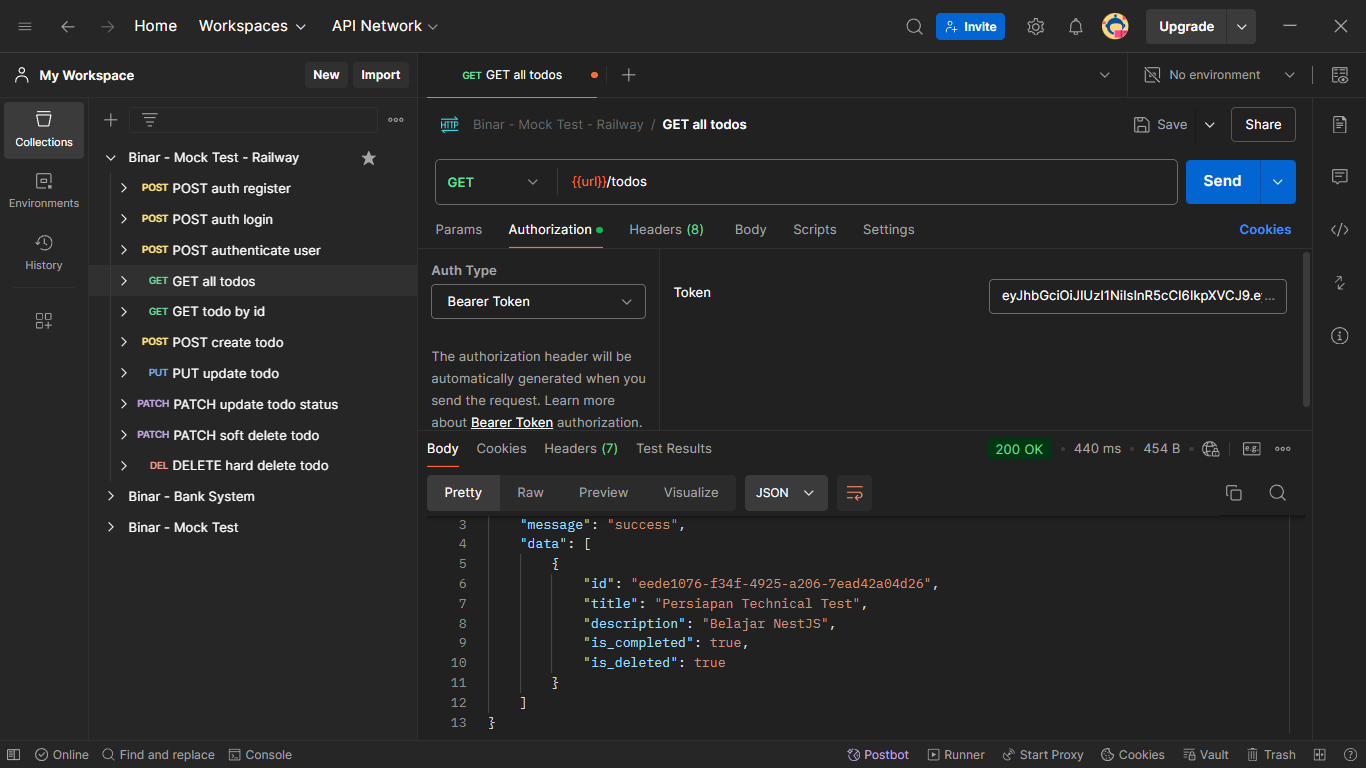 Home
Workspaces
API Network
Invite
Upgrade
My Workspace
New
Import
GET GET all todos
No environment
Collections
Environments
History
Binar - Mock Test - Railway
POST POST auth register
POST POST auth login
POST POST authenticate user
GET GET all todos
GET GET todo by id
POST POST create todo
PUT PUT update todo
PATCH PATCH update todo status
PATCH PATCH soft delete todo
DEL DELETE hard delete todo
Binar - Bank System
Binar - Mock Test
HTTP Binar - Mock Test - Railway / GET all todos
Save
Share
GET
{{url}}/todos
Send
Params
Authorization
Headers (8)
Body
Scripts
Settings
Cookies
Auth Type
Bearer Token
The authorization header will be
automatically generated when you
send the request. Learn more
about Bearer Token authorization.
Token
eyJhbGciOiJIUzI1NiIsInR5cCI6IkpXVCJ9.e ...
Body
Cookies
Headers (7)
Test Results
200 OK
440 ms
454 B
e.g.
Pretty
Raw
Preview
Visualize
JSON
3 "message": "success",
4 "data": [
5 {
6 "id": "eede1076-f34f-4925-a206-7ead42a04d26",
7 "title": "Persiapan Technical Test",
8 "description": "Belajar NestJS",
9 "is_completed": true,
10 "is_deleted": true
11 }
12 ]
13 }
Online
Find and replace
Console
Postbot
Runner
Start Proxy
Cookies
Vault
Trash